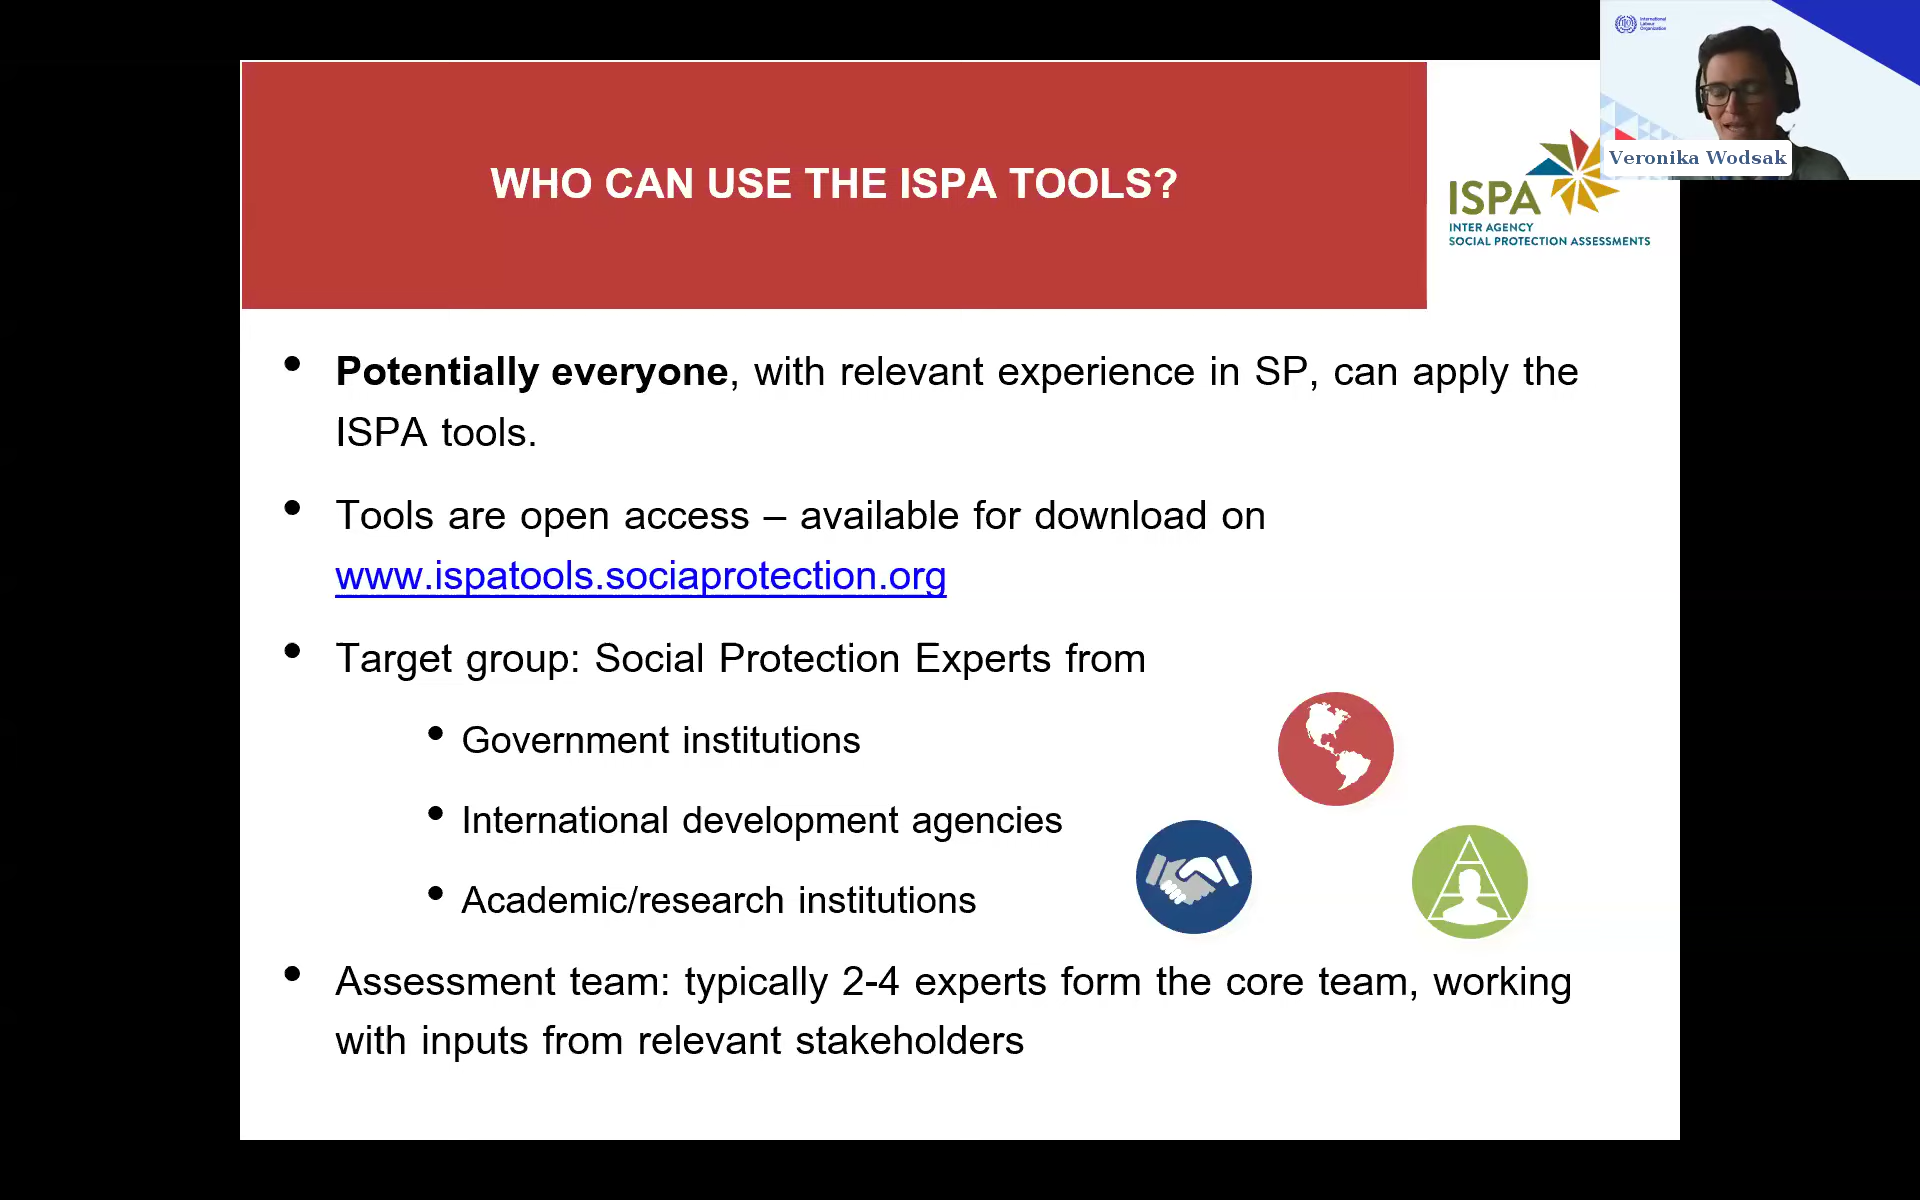 International
Labour
Organization
Veronika Wodsak
WHO CAN USE THE ISPA TOOLS?
ISPA
INTER AGENCY
SOCIAL PROTECTION ASSESSMENTS
• Potentially everyone, with relevant experience in SP, can apply the
ISPA tools.
• Tools are open access – available for download on
www.ispatools.sociaprotection.org
• Target group: Social Protection Experts from
• Government institutions
• International development agencies
• Academic/research institutions
• Assessment team: typically 2-4 experts form the core team, working
with inputs from relevant stakeholders